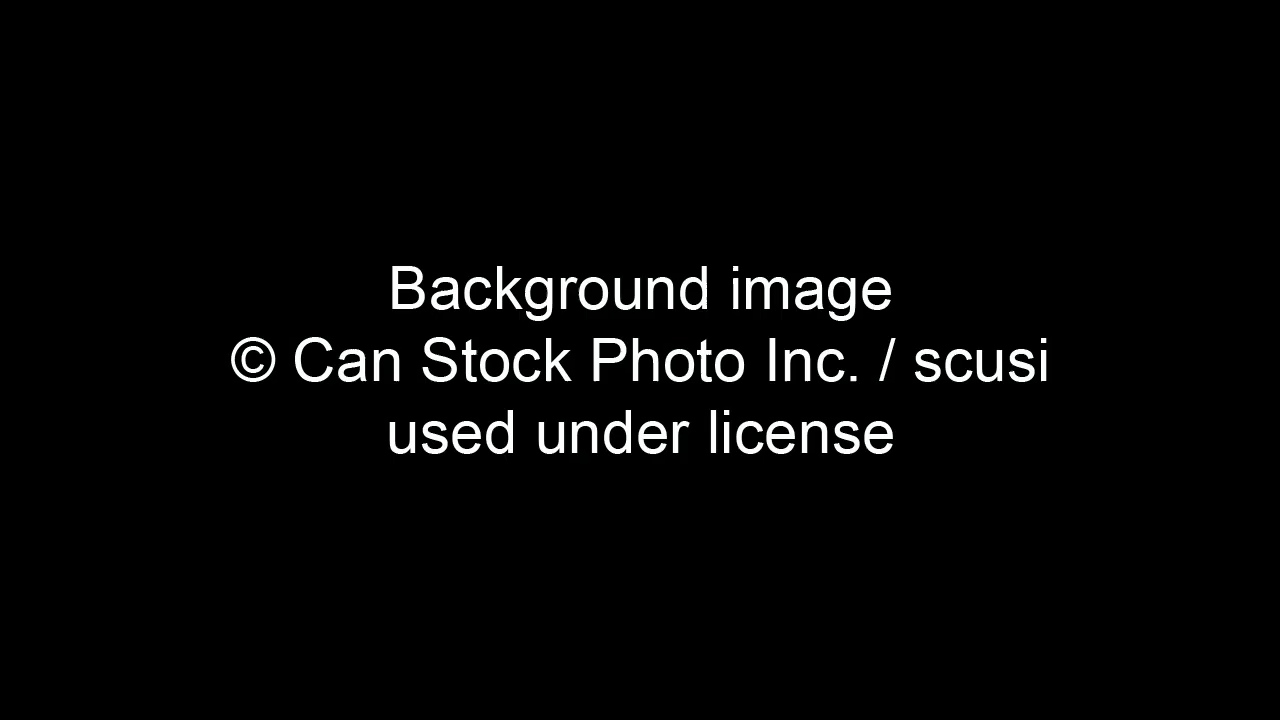 Background image
© Can Stock Photo Inc. / scusi
used under license